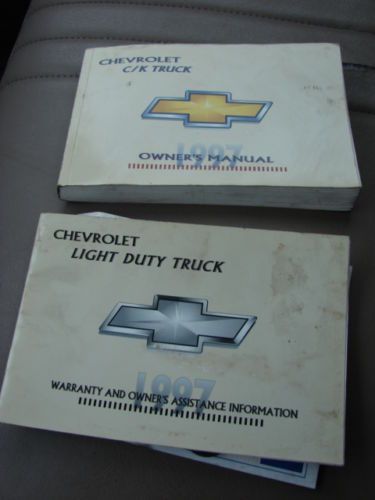 CHEVROLET
C/K TRUCK
1997
OWNER'S MANUAL
CHEVROLET
LIGHT DUTY TRUCK
1997
WARRANTY AND OWNER'S ASSISTANCE INFORMATION